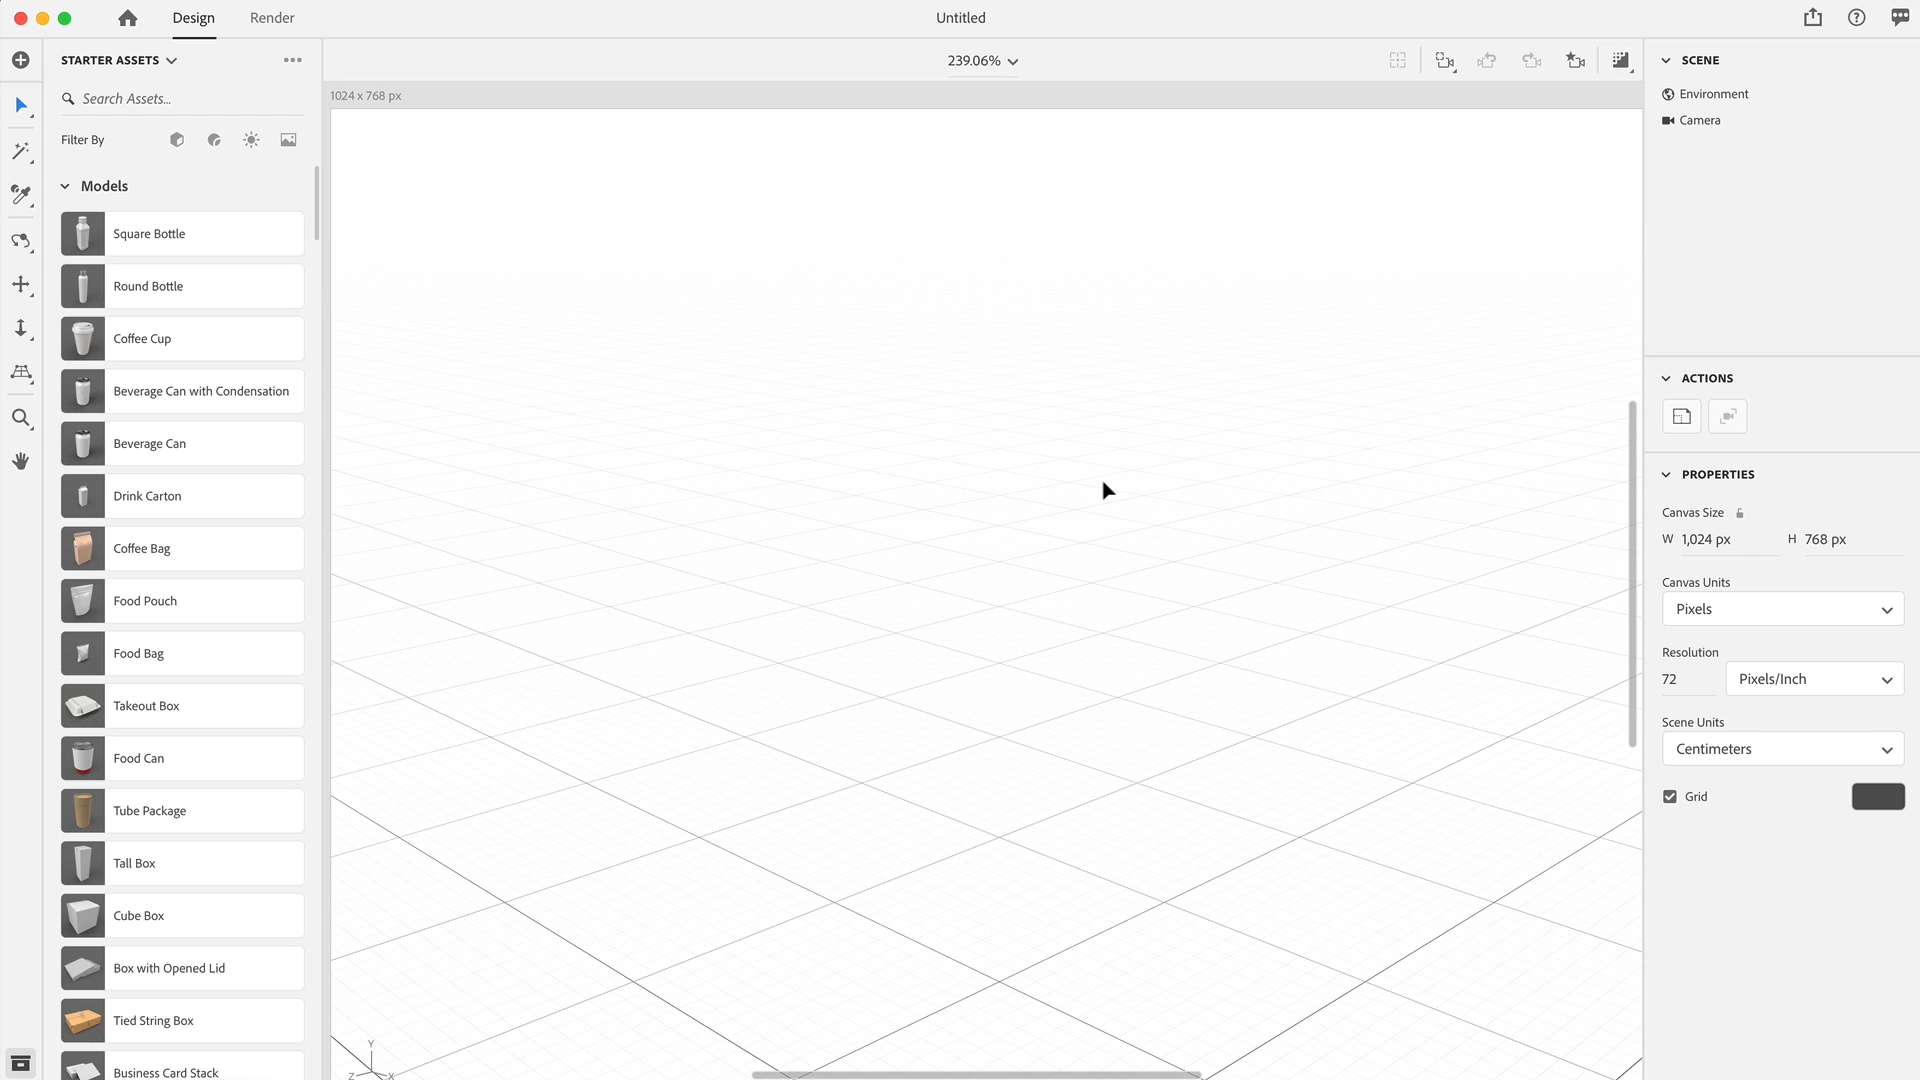 Design
Render
Untitled
STARTER ASSETS
239.06%
SCENE
Search Assets...
1024 x 768 px
Environment
Camera
Filter By
Models
Square Bottle
Round Bottle
Coffee Cup
Beverage Can with Condensation
Beverage Can
Drink Carton
Coffee Bag
Food Pouch
Food Bag
Takeout Box
Food Can
Tube Package
Tall Box
Cube Box
Box with Opened Lid
Tied String Box
Business Card Stack
Y
Z X
ACTIONS
PROPERTIES
Canvas Size
W 1,024 px H 768 px
Canvas Units
Pixels
Resolution
72 Pixels/Inch
Scene Units
Centimeters
Grid